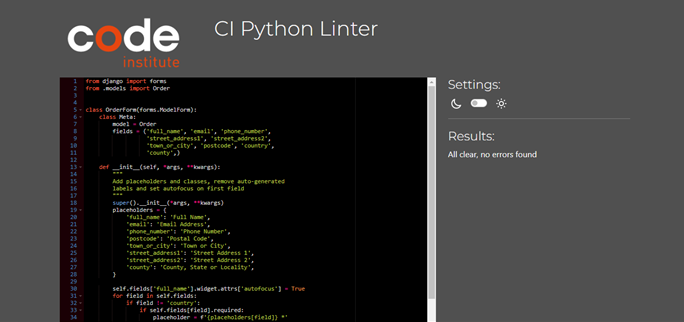 code
institute
CI Python Linter
1 from django import forms
2 from .models import Order
3
4
5 class OrderForm(forms.ModelForm):
6 class Meta:
7 model = Order
8 fields = ('full_name', 'email', 'phone_number',
9 'street_address1', 'street_address2',
10 'town_or_city', 'postcode', 'country',
11 'county',)
12
13 def __init__(self, *args, **kwargs):
14 """
15 Add placeholders and classes, remove auto-generated
16 labels and set autofocus on first field
17 """
18 super().__init__(*args, **kwargs)
19 placeholders = {
20 'full_name': 'Full Name',
21 'email': 'Email Address',
22 'phone_number': 'Phone Number',
23 'postcode': 'Postal Code',
24 'town_or_city': 'Town or City',
25 'street_address1': 'Street Address 1',
26 'street_address2': 'Street Address 2',
27 'county': 'County, State or Locality',
28 }
29
30 self.fields['full_name'].widget.attrs['autofocus'] = True
31 for field in self.fields:
32 if field != 'country':
33 if self.fields[field].required:
34 placeholder = f'{placeholders[field]} *'
Settings:
Results:
All clear, no errors found